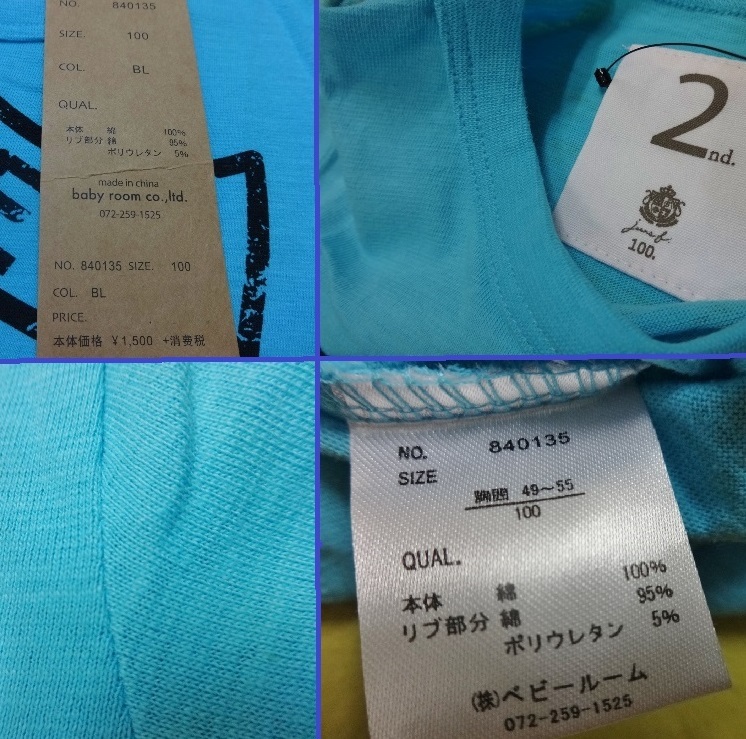 NO. 840135
SIZE. 100
COL. BL
QUAL.
本体 綿 100%
リブ部分 綿 95%
ポリウレタン 5%
made in china
baby room co.,ltd.
072-259-1525
NO. 840135 SIZE. 100
COL. BL
PRICE.
本体価格 ¥1,500 +消費税
2nd.
100.
NO. 840135
SIZE
胸囲 49~55
100
QUAL.
本体 綿 100%
リブ部分 綿 95%
ポリウレタン 5%
(株)ベビールーム
072-259-1525